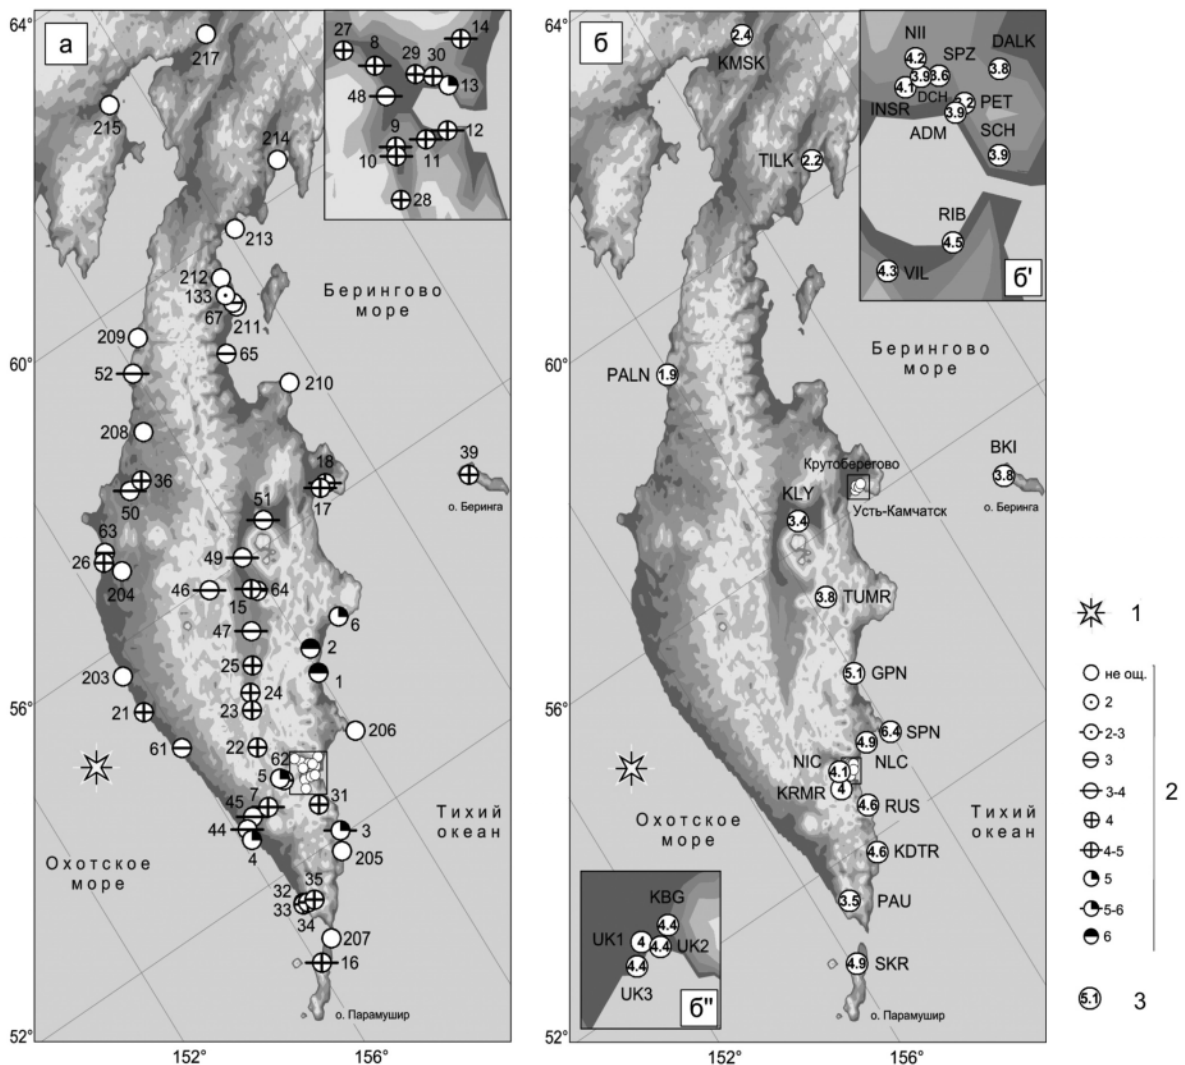 64°
60°
56°
52°
а
217
215
214
213
212
133
67
211
65
209
52
210
208
36
50
18
17
39
о. Беринга
51
63
26
204
49
46
64
15
47
6
2
1
25
24
203
23
21
206
61
22
62
5
7
45
31
44
3
4
205
35
32
33
34
207
16
Берингово
море
Тихий
океан
Охотское
море
о. Парамушир
27
8
14
29
30
13
48
9
12
10
11
28
152°
156°
64°
60°
56°
52°
б
2.4
KMSK
TILK
2.2
PALN
1.9
Берингово
море
BKI
3.8
о. Беринга
Крутоберегово
Усть-Камчатск
KLY
3.4
3.8
TUMR
5.1
GPN
6.4
SPN
4.9
NLC
NIC
4.1
KRMR
4
4.6
RUS
4.6
KDTR
3.5
PAU
4.9
SKR
Охотское
море
Тихий
океан
о. Парамушир
152°
156°
NII
4.2
SPZ
DALK
3.9
3.6
3.8
4.1
DCH
INSR
3.2
PET
3.9
ADM
SCH
3.9
RIB
4.5
4.3
VIL
б'
KBG
4.4
UK1
4
4.4
UK2
4.4
UK3
б"
1
не ощ.
2
2-3
3
3-4
4
4-5
5
5-6
6
2
5.1
3